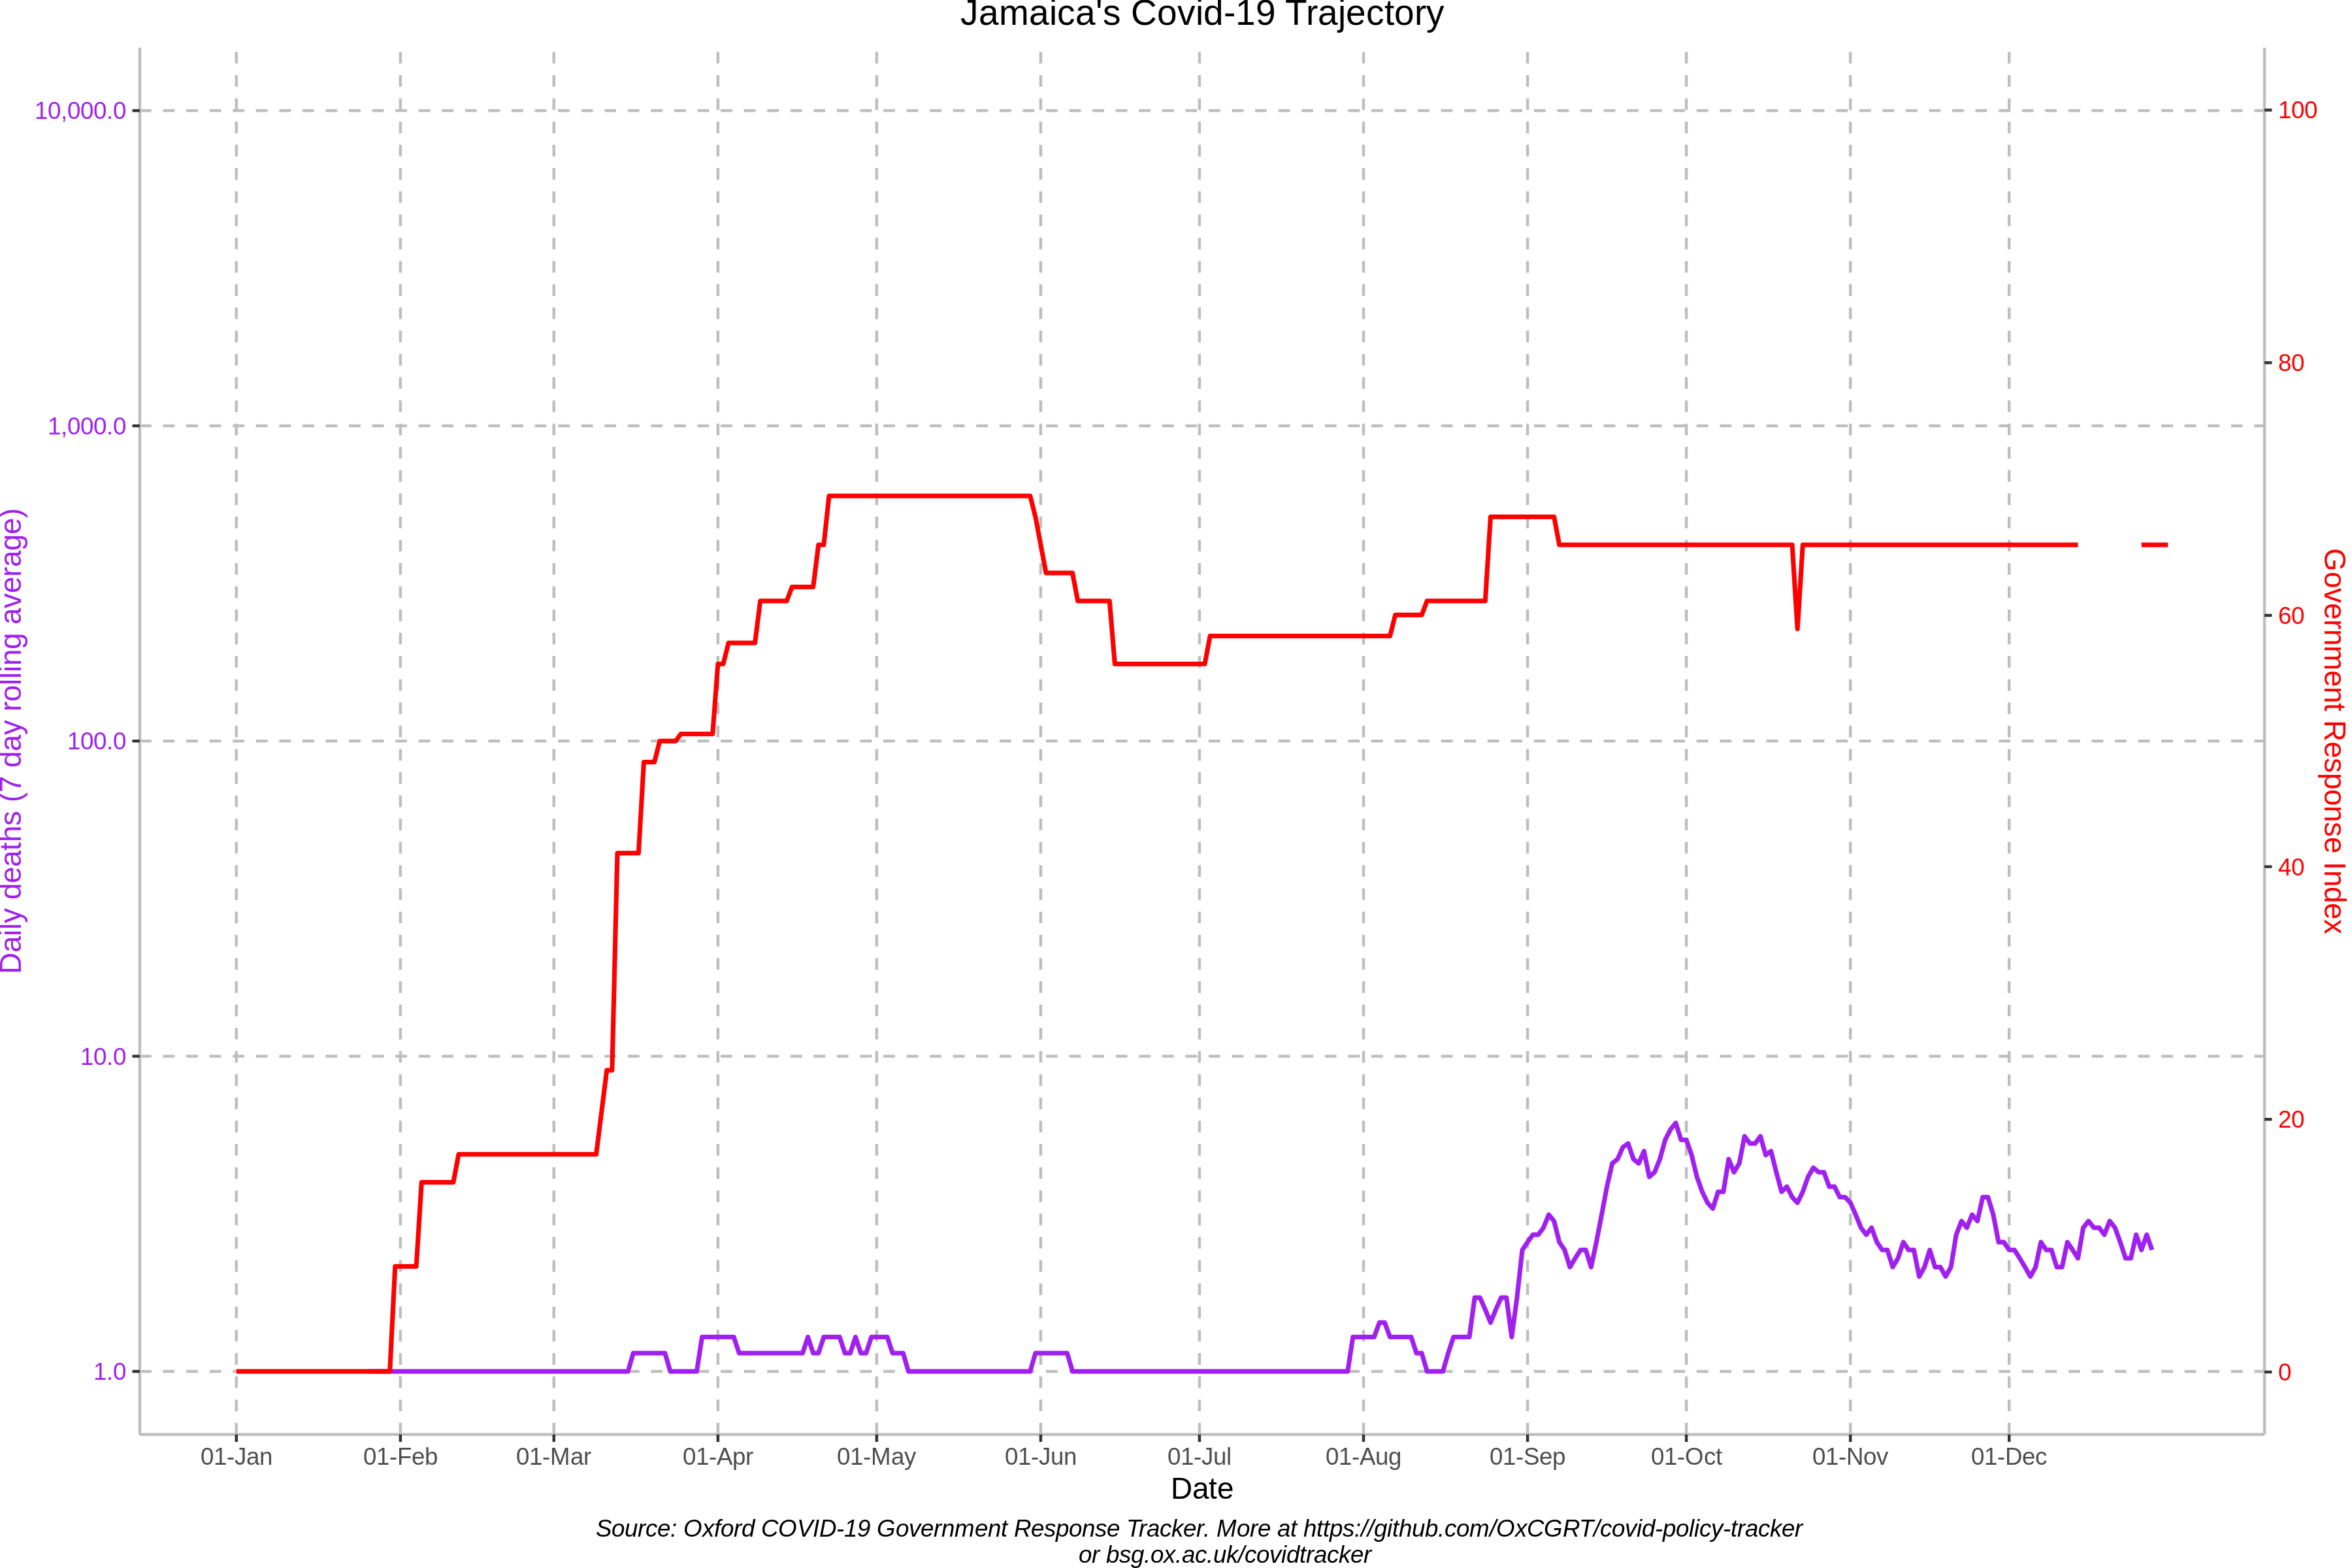 Jamaica's Covid-19 Trajectory
10,000.0
1,000.0
100.0
10.0
1.0
Daily deaths (7 day rolling average)
100
80
60
40
20
0
Government Response Index
01-Jan 01-Feb 01-Mar 01-Apr 01-May 01-Jun 01-Jul 01-Aug 01-Sep 01-Oct 01-Nov 01-Dec
Date
Source: Oxford COVID-19 Government Response Tracker. More at https://github.com/OxCGRT/covid-policy-tracker
or bsg.ox.ac.uk/covidtracker